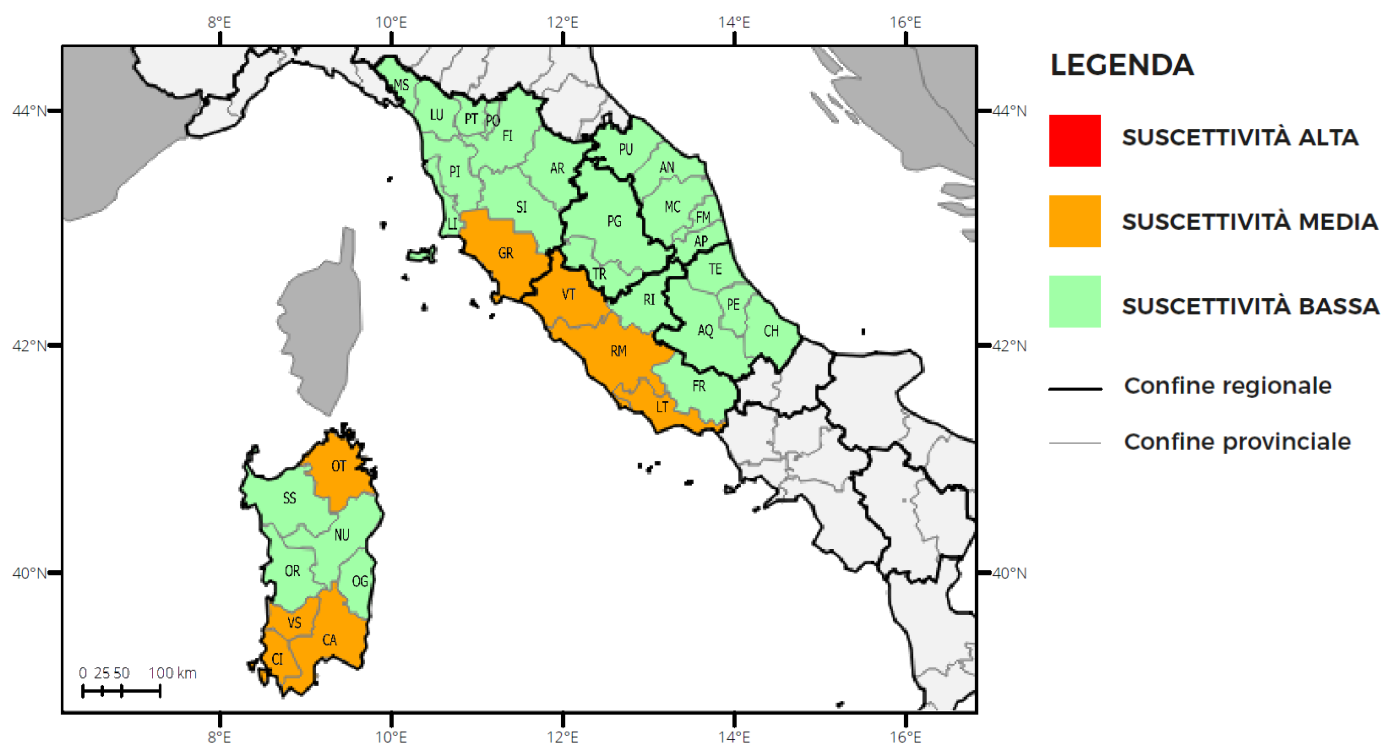 8°E 10°E 12°E 14°E 16°E
44°N 44°N
42°N 42°N
40°N 40°N
MS
LU PT PO
FI
PU
PI AR AN
SI MC
PG FM
LI AP
GR TE
TR
VT RI PE
AQ CH
RM
FR
LT
OT
SS
NU
OR
OG
VS
CA
CI
0 25 50 100 km
8°E 10°E 12°E 14°E 16°E
LEGENDA
SUSCETTIVITÀ ALTA
SUSCETTIVITÀ MEDIA
SUSCETTIVITÀ BASSA
Confine regionale
Confine provinciale